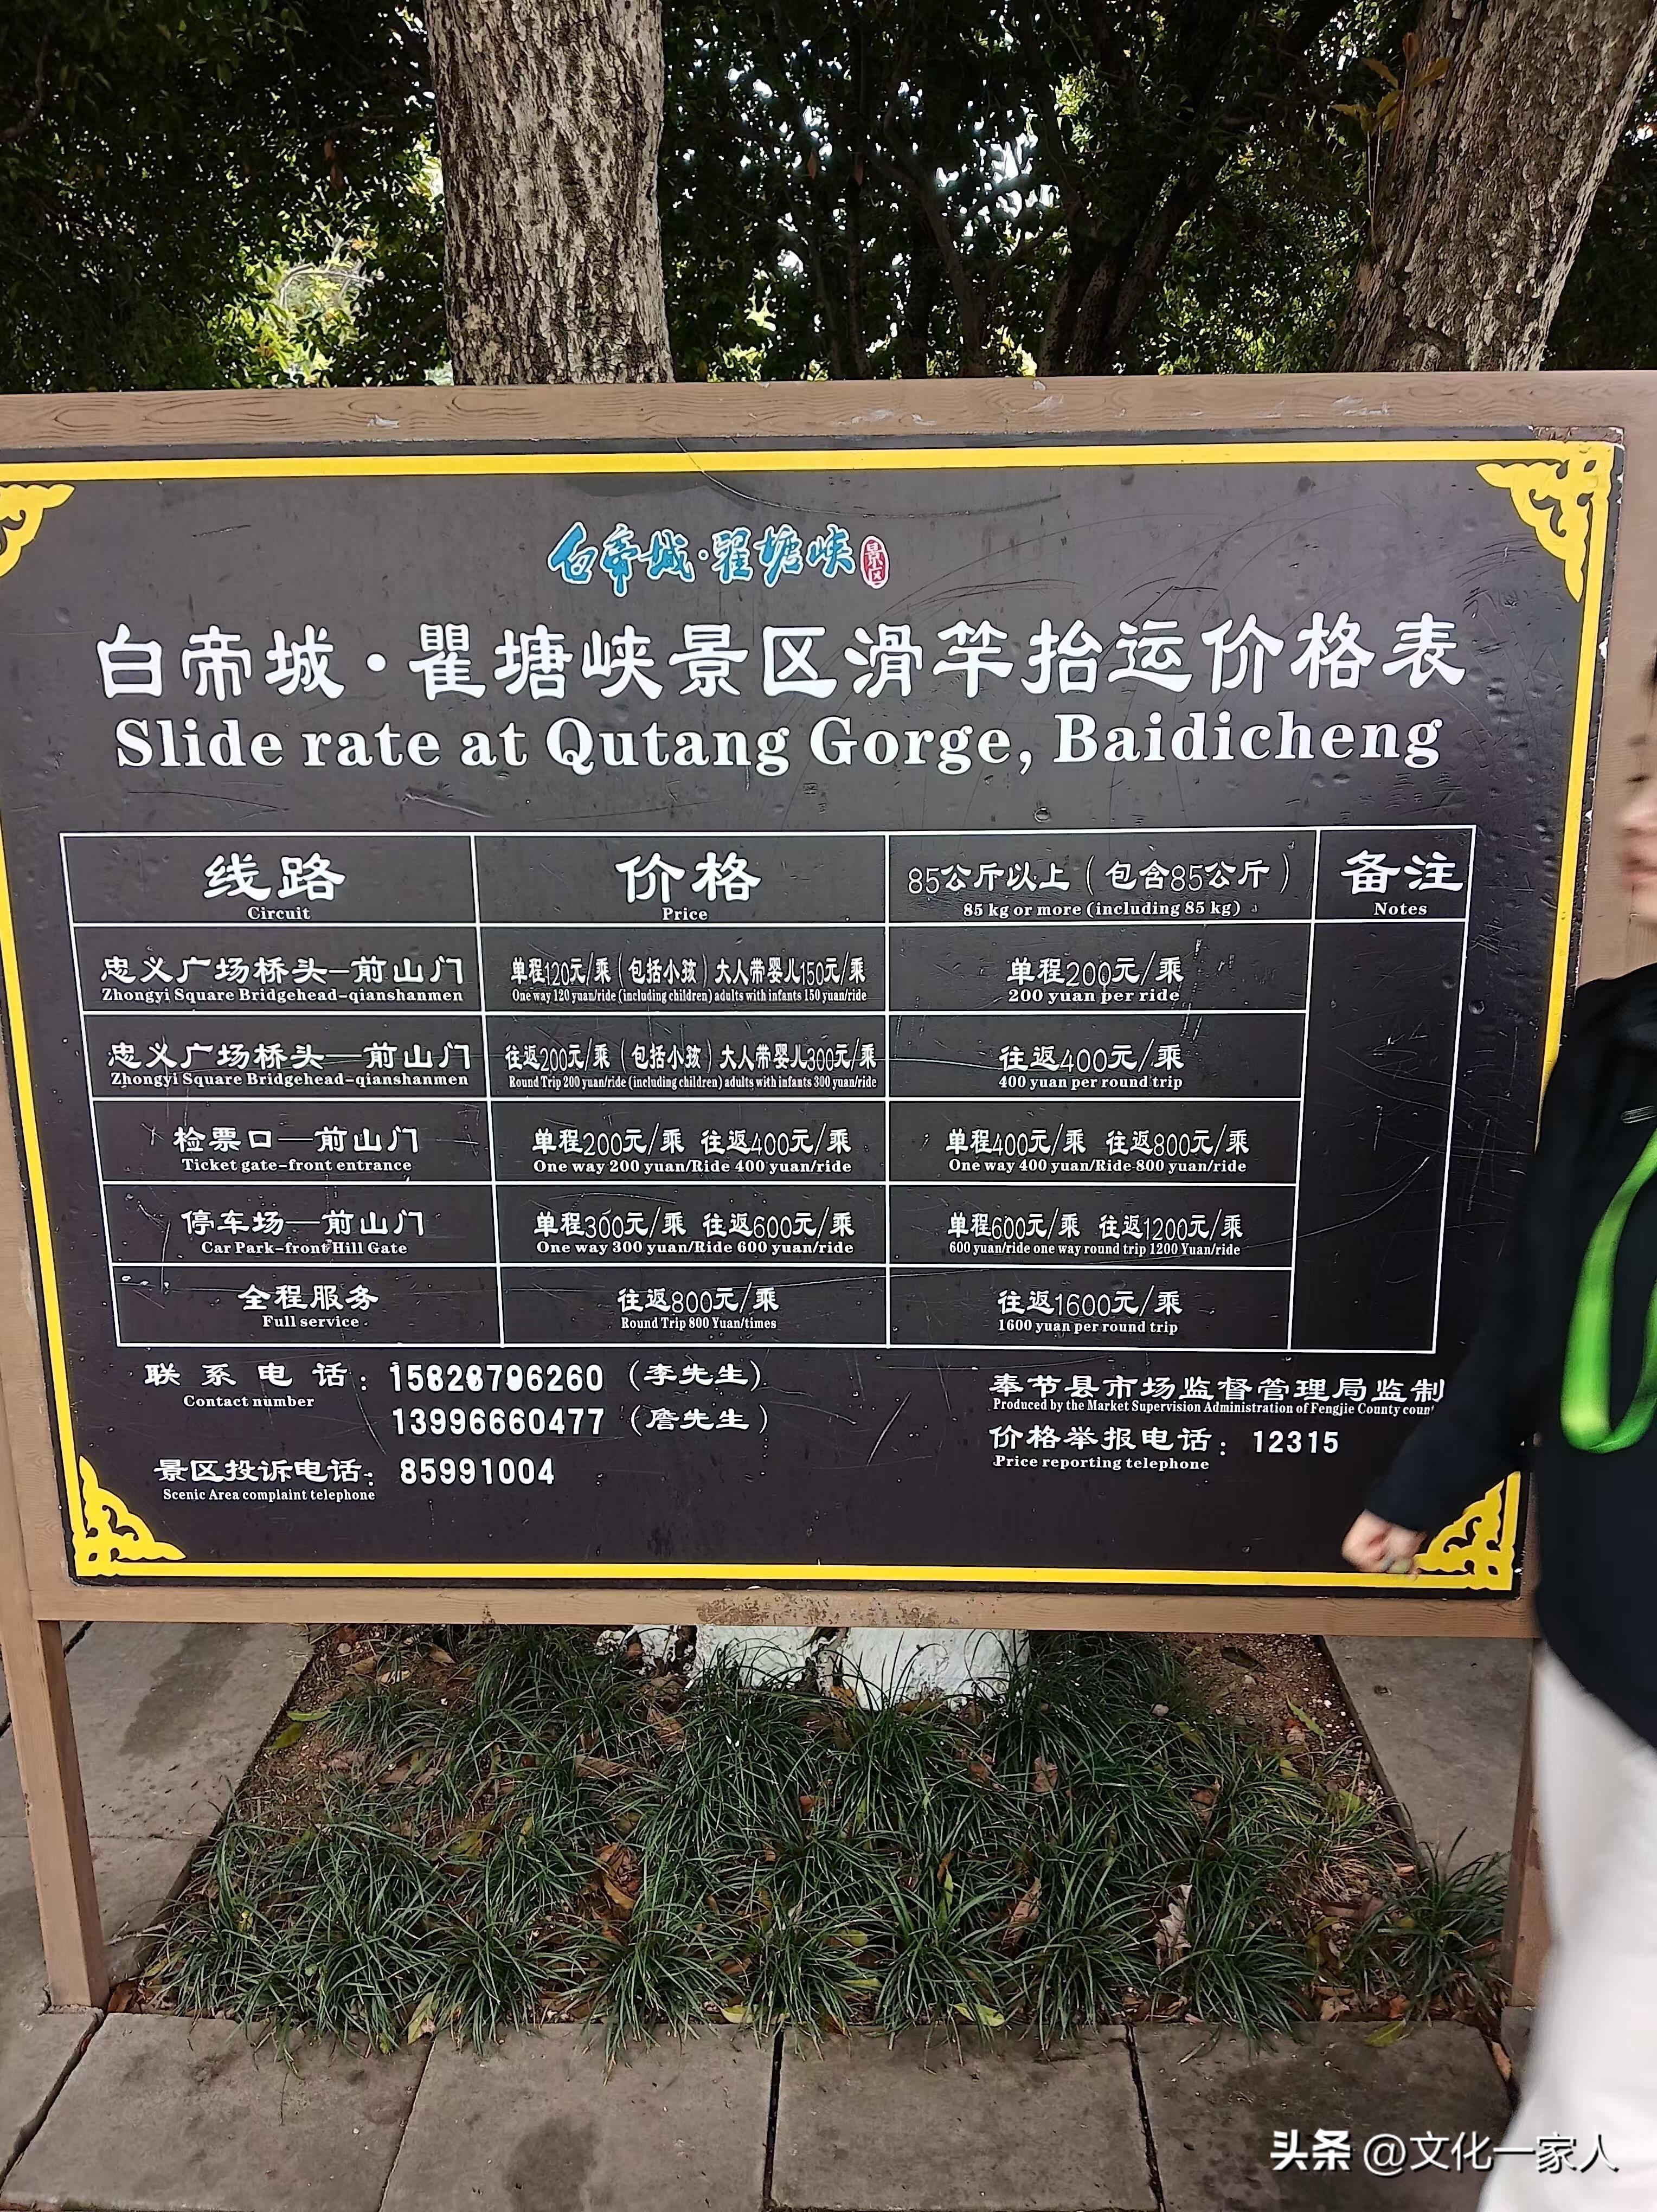 白帝城·瞿塘峡景区
白帝城·瞿塘峡景区滑竿抬运价格表
Slide rate at Qutang Gorge, Baidicheng
线路 价格 85公斤以上（包含85公斤） 备注
Circuit Price 85 kg or more (including 85 kg) Notes
忠义广场桥头—前山门 单程120元/乘（包括小孩）大人带婴儿150元/乘 单程200元/乘
Zhongyi Square Bridgehead-qianshanmen One way 120 yuan/ride (including children) adults with infants 150 yuan/ride 200 yuan per ride
忠义广场桥头—前山门 往返200元/乘（包括小孩）大人带婴儿300元/乘 往返400元/乘
Zhongyi Square Bridgehead-qianshanmen Round Trip 200 yuan/ride (including children) adults with infants 300 yuan/ride 400 yuan per round trip
检票口—前山门 单程200元/乘 往返400元/乘 单程400元/乘 往返800元/乘
Ticket gate-front entrance One way 200 yuan/Ride 400 yuan/ride One way 400 yuan/Ride 800 yuan/ride
停车场—前山门 单程300元/乘 往返600元/乘 单程600元/乘 往返1200元/乘
Car Park-front Hill Gate One way 300 yuan/Ride 600 yuan/ride 600 yuan/ride one way round trip 1200 Yuan/ride
全程服务 往返800元/乘 往返1600元/乘
Full service Round Trip 800 Yuan/times 1600 yuan per round trip
联系电话：15828796260（李先生）
Contact number
13996660477（詹先生）
景区投诉电话：85991004
Scenic Area complaint telephone
奉节县市场监督管理局监制
Produced by the Market Supervision Administration of Fengjie County
价格举报电话：12315
Price reporting telephone
头条 @文化一家人